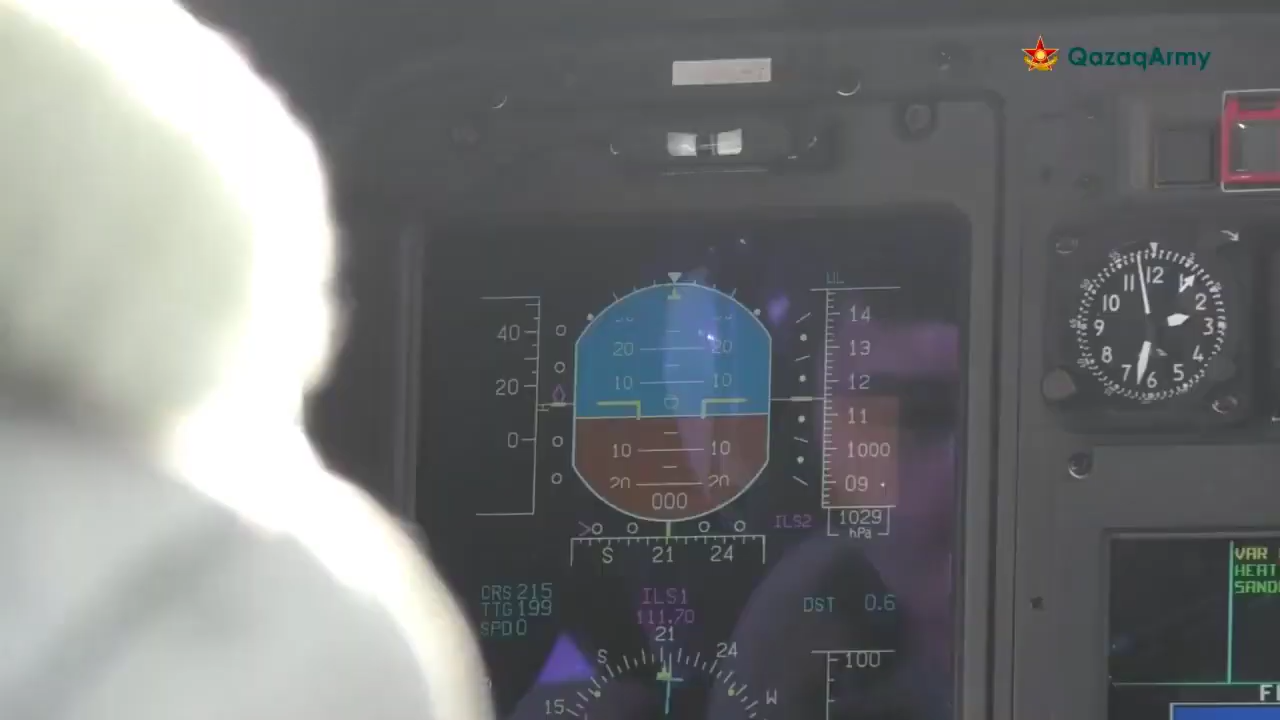 QazaqArmy
UL
14
13
12
11
1000
09
1029
hPa
40
20
0
20 20
10 10
10 10
20 20
000
ILS2
S 21 24
CRS 215
TTG 199
SPD 0
ILS1
111.70
DST 0.6
21
S 24
15 W
100
11 12 2 3 4 5 6 7 8 9 10
VAR
HEAT
SAND